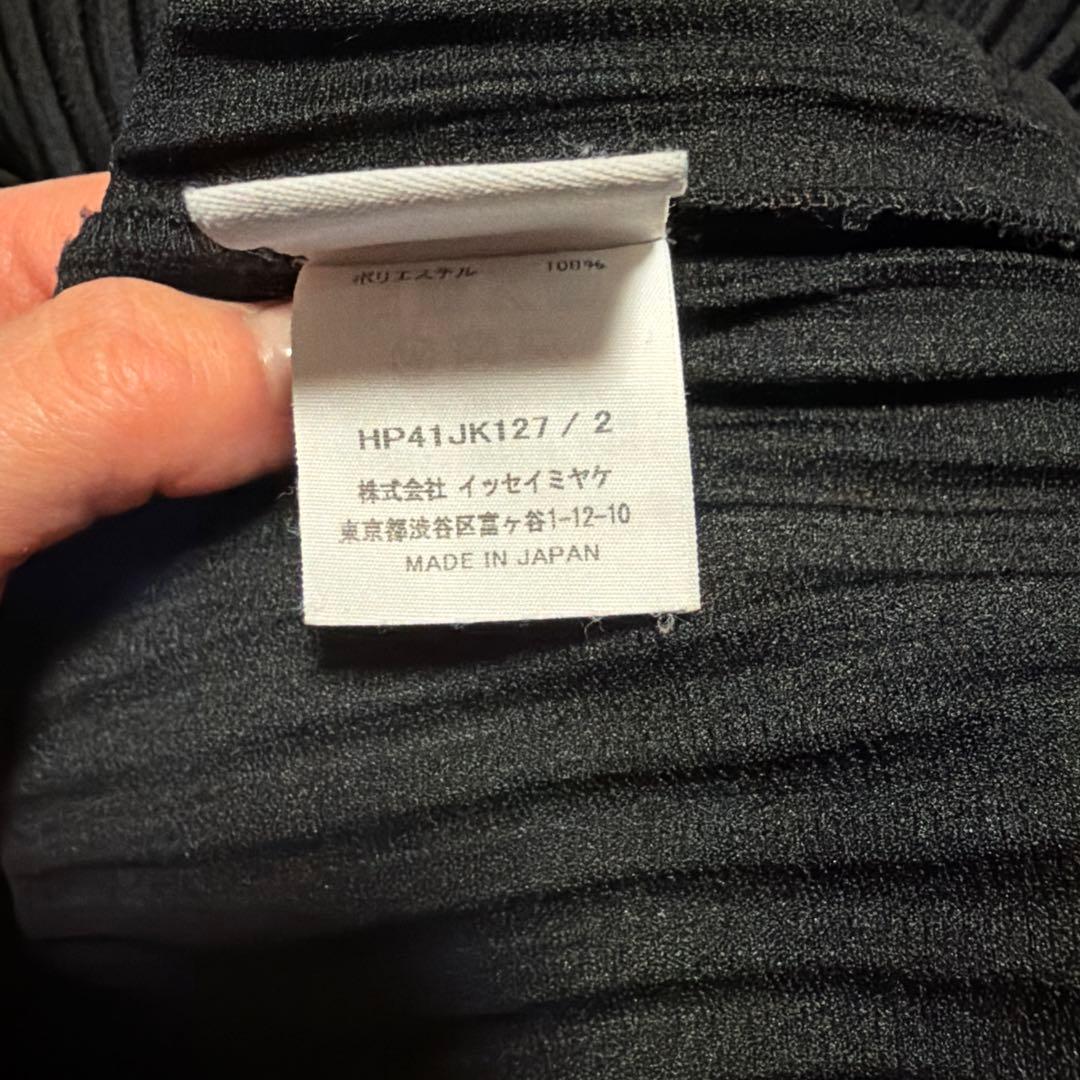 ポリエステル 100%
HP41JK127 / 2
株式会社 イッセイミヤケ
東京都渋谷区富ヶ谷1-12-10
MADE IN JAPAN